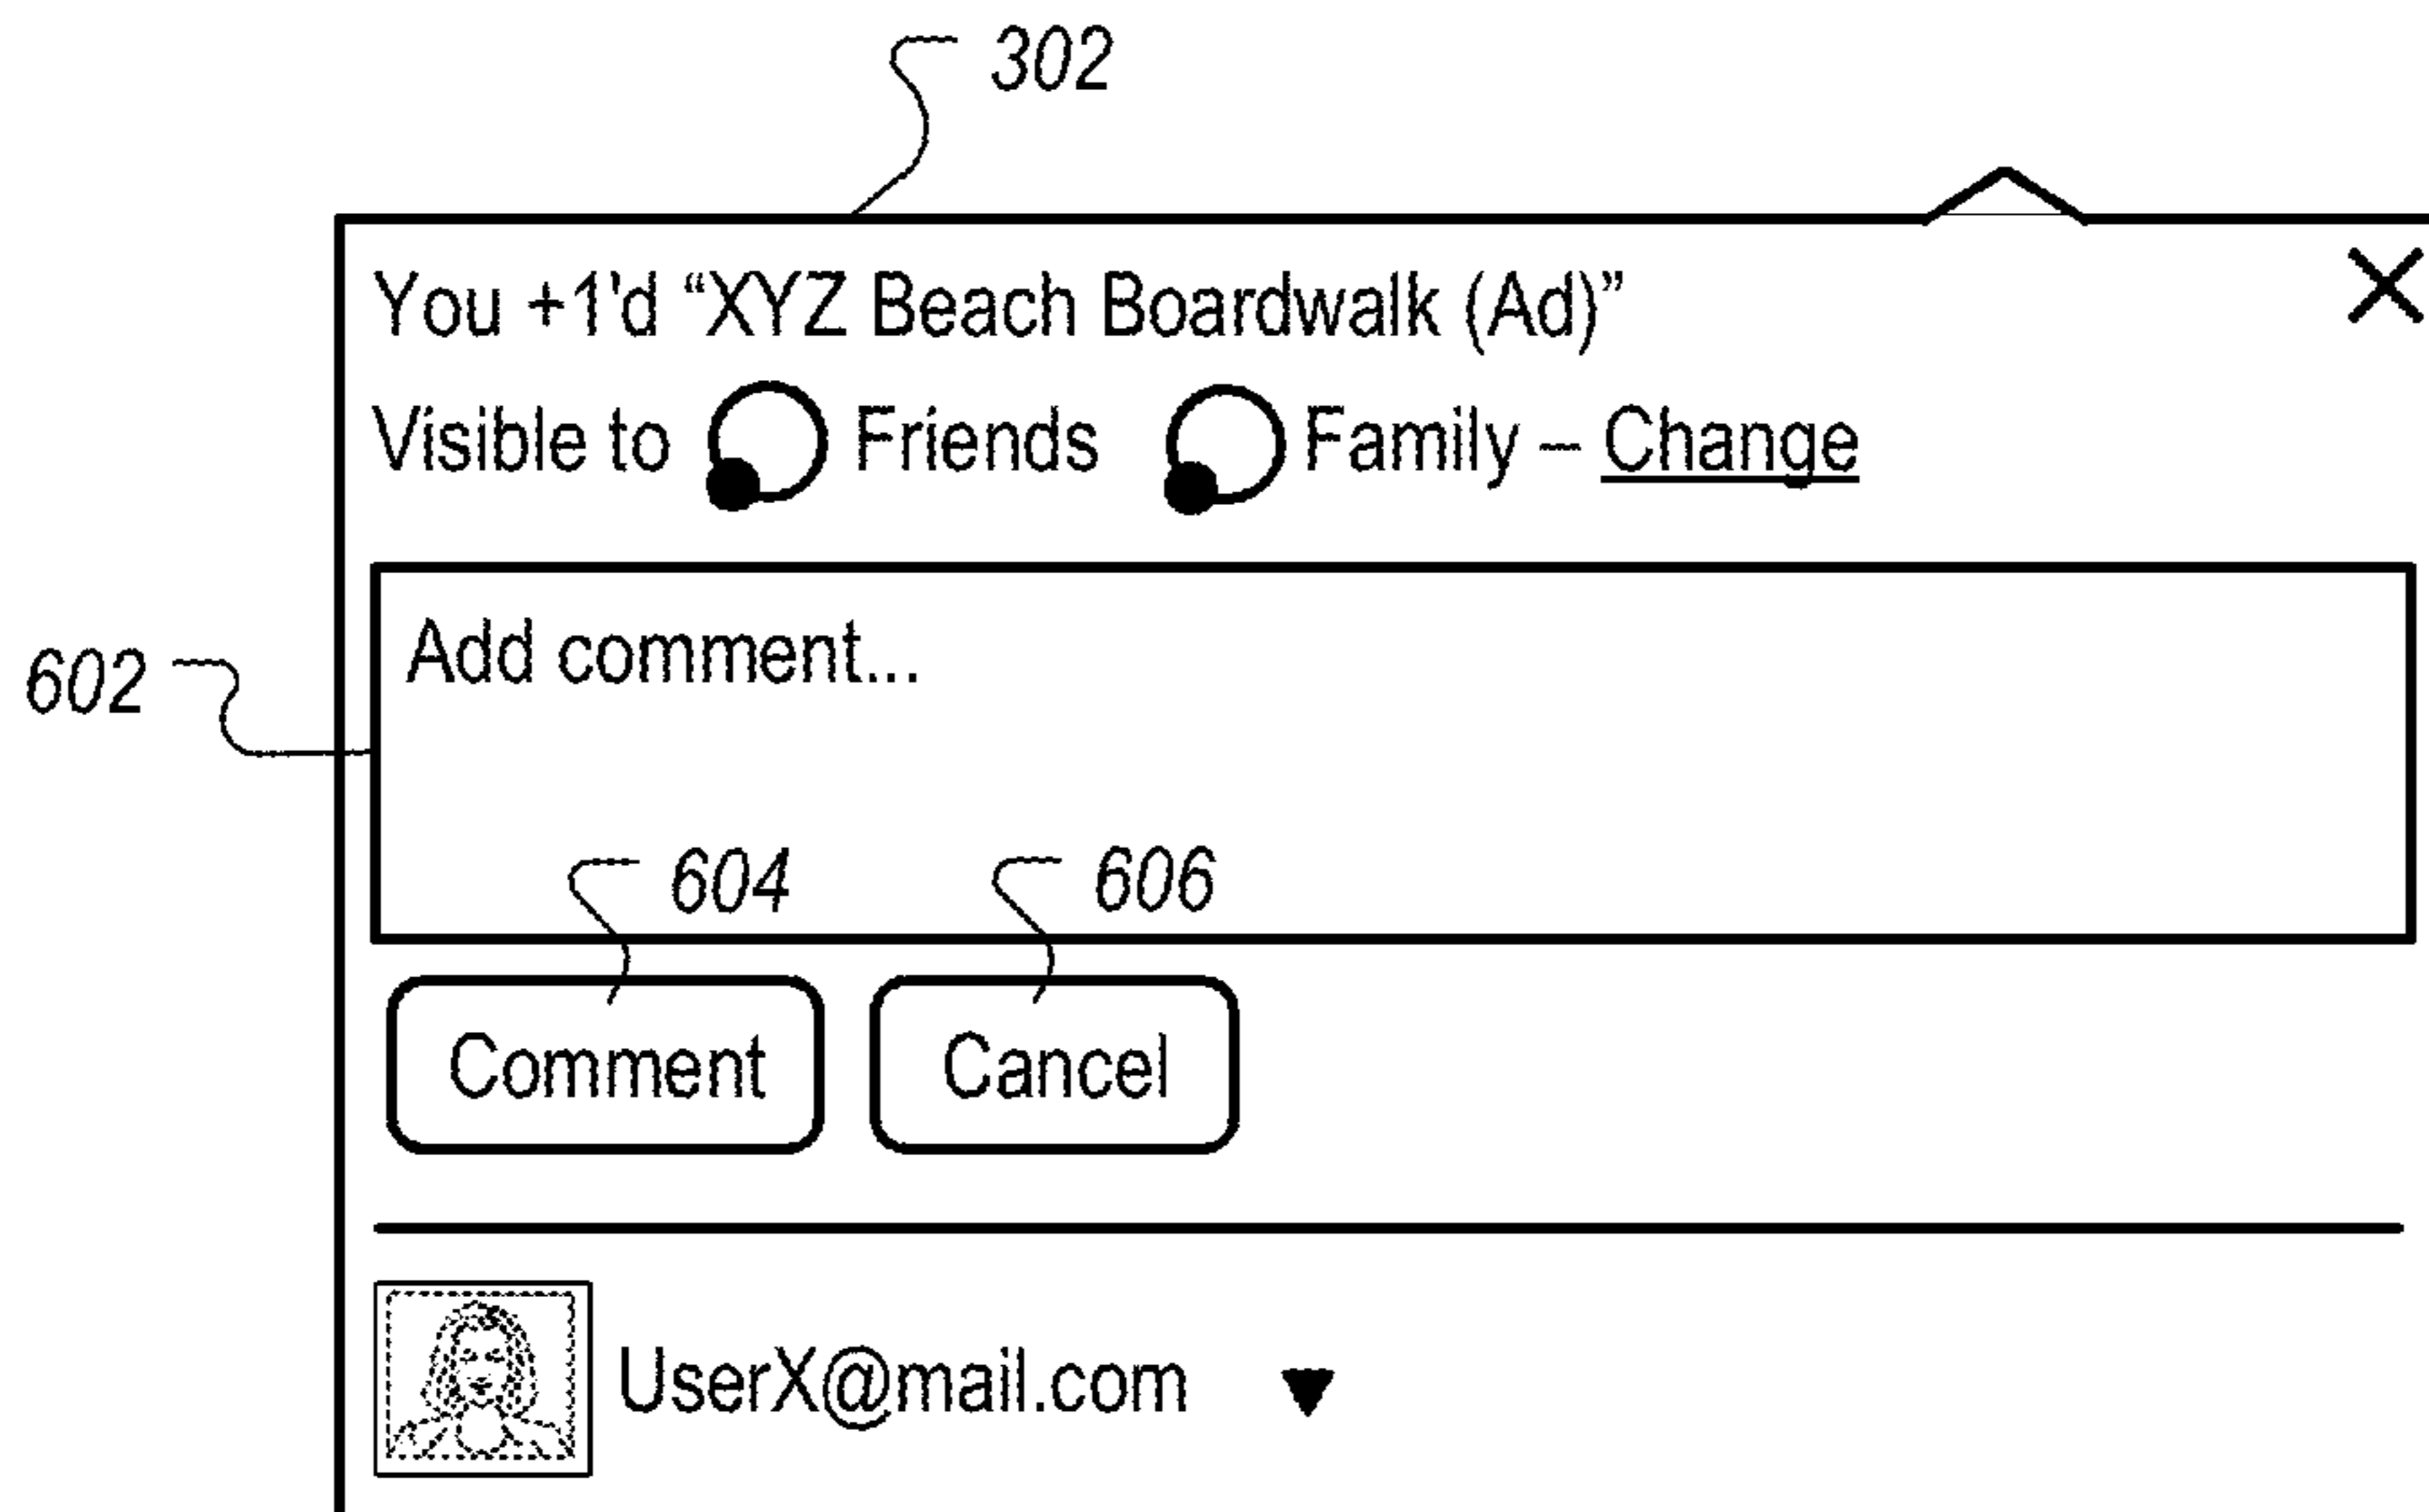 302
You +1'd “XYZ Beach Boardwalk (Ad)”
Visible to Friends Family – Change
Add comment...
602
604 606
Comment Cancel
UserX@mail.com